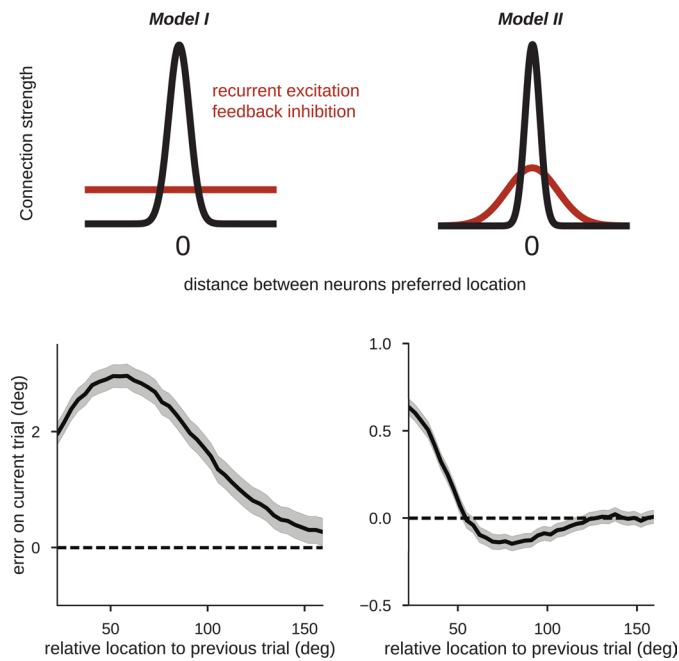 Model I
Model II
Connection strength
recurrent excitation
feedback inhibition
0
0
distance between neurons preferred location
error on current trial (deg)
2
0
50
100
150
relative location to previous trial (deg)
1.0
0.5
0.0
−0.5
50
100
150
relative location to previous trial (deg)